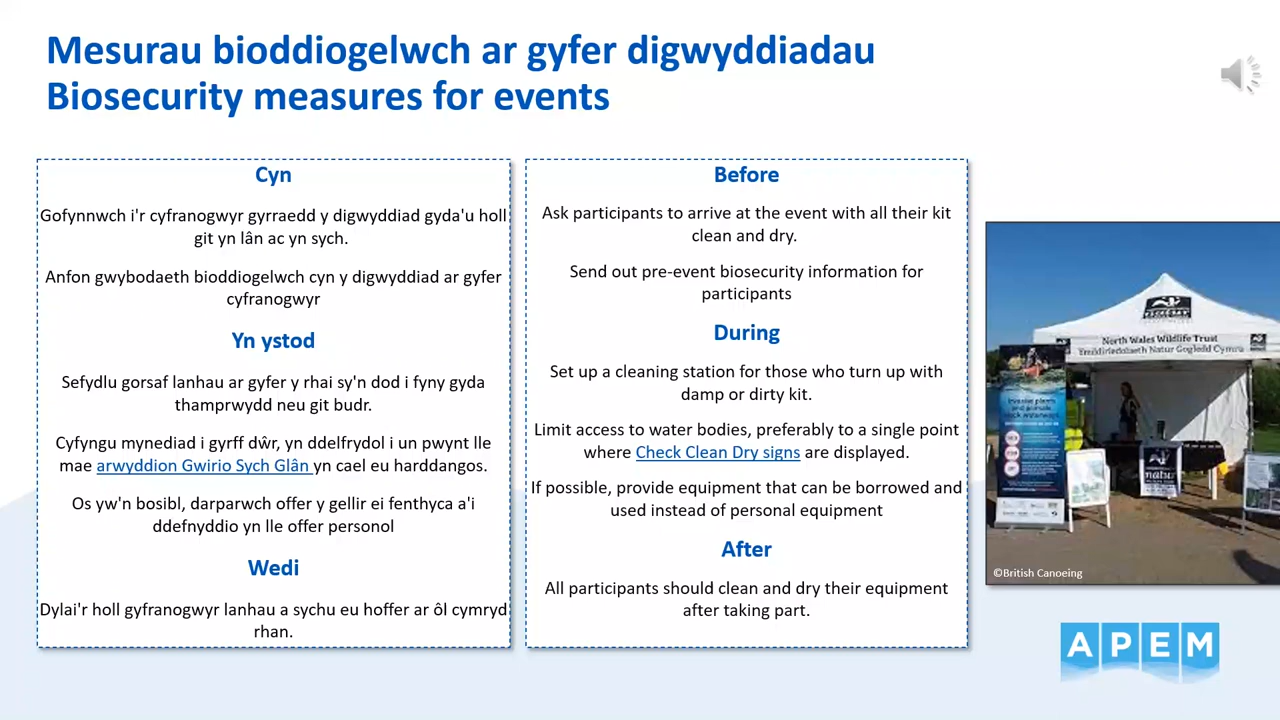 Mesurau bioddiogelwch ar gyfer digwyddiadau
Biosecurity measures for events
Cyn
Gofynnwch i'r cyfranogwyr gyrraedd y digwyddiad gyda'u holl
git yn lân ac yn sych.
Anfon gwybodaeth bioddiogelwch cyn y digwyddiad ar gyfer
cyfranogwyr
Yn ystod
Sefydlu gorsaf lanhau ar gyfer y rhai sy'n dod i fyny gyda
thamprwydd neu git budr.
Cyfyngu mynediad i gyrff dŵr, yn ddelfrydol i un pwynt lle
mae arwyddion Gwirio Sych Glân yn cael eu harddangos.
Os yw'n bosibl, darparwch offer y gellir ei fenthyca a'i
ddefnyddio yn lle offer personol
Wedi
Dylai'r holl gyfranogwyr lanhau a sychu eu hoffer ar ôl cymryd
rhan.
Before
Ask participants to arrive at the event with all their kit
clean and dry.
Send out pre-event biosecurity information for
participants
During
Set up a cleaning station for those who turn up with
damp or dirty kit.
Limit access to water bodies, preferably to a single point
where Check Clean Dry signs are displayed.
If possible, provide equipment that can be borrowed and
used instead of personal equipment
After
All participants should clean and dry their equipment
after taking part.
North Wales Wildlife Trust
Ymddiriedolaeth Natur Gogledd Cymru
Invasive plants
and animals
natur
©British Canoeing
APEM